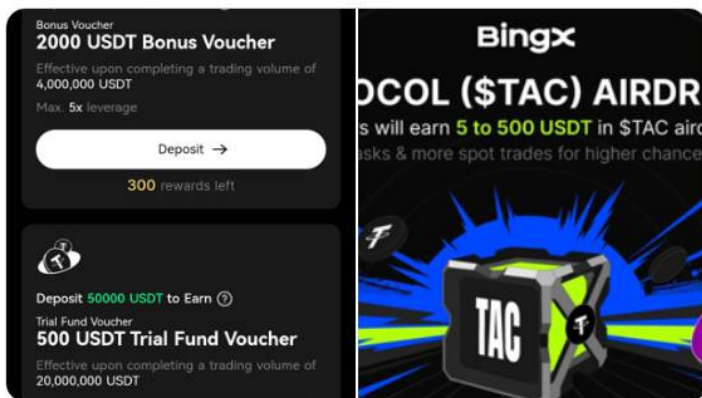 Bonus Voucher
2000 USDT Bonus Voucher
Effective upon completing a trading volume of
4,000,000 USDT
Max. 5x leverage
Deposit →
300 rewards left
Deposit 50000 USDT to Earn ?
Trial Fund Voucher
500 USDT Trial Fund Voucher
Effective upon completing a trading volume of
20,000,000 USDT
BingX
OCOL ($TAC) AIRDR
s will earn 5 to 500 USDT in $TAC airc
asks & more spot trades for higher chance
TAC